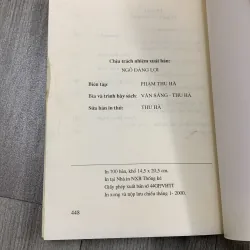 Chịu trách nhiệm xuất bản:
NGÔ ĐĂNG LỢI
Biên tập PHẠM THU HÀ
Bìa và trình bày sách: VĂN SÁNG - THU HÀ
Sửa bản in thử: THU HÀ
In 700 bản, khổ 14,5 x 20,5 cm.
In tại Nhà in NXB Thống kê
Giấy phép xuất bản số 44GP/VHTT
In xong và nộp lưu chiểu tháng 1- 2000.
448